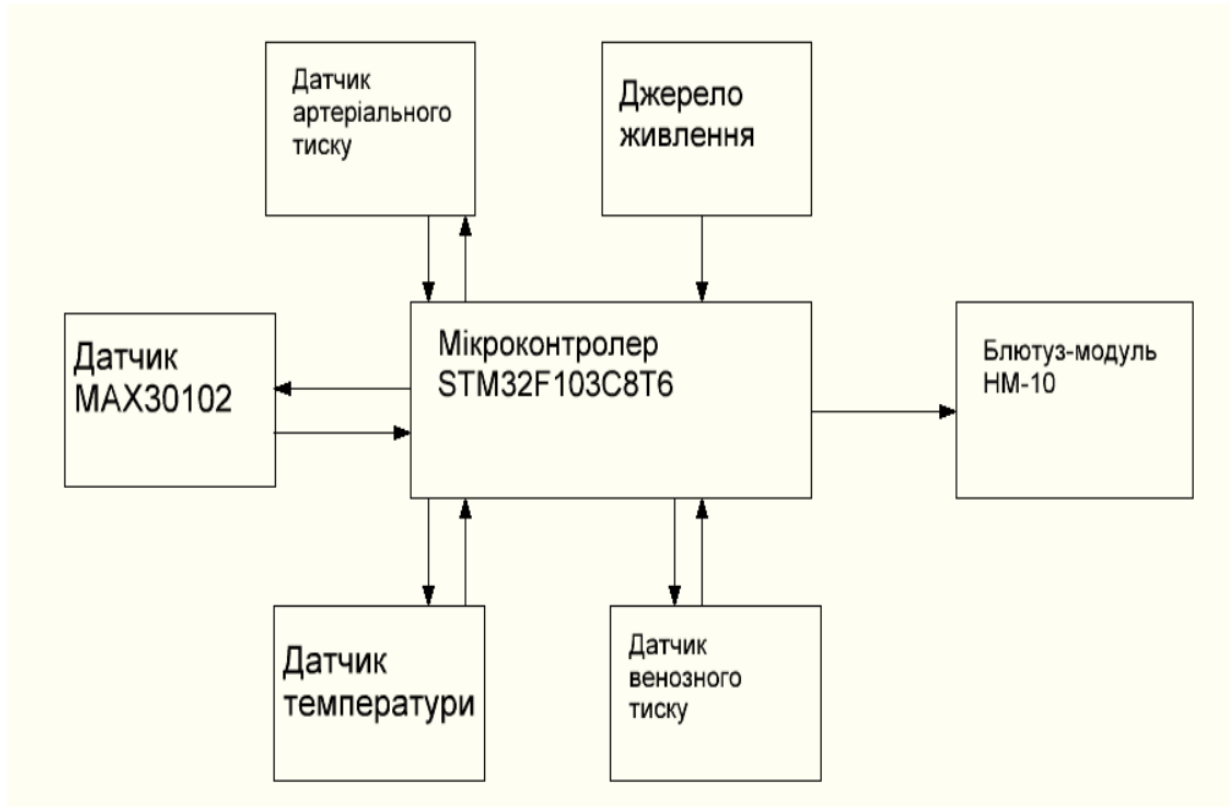 Датчик
артеріального
тиску
Джерело
живлення
Датчик
MAX30102
Мікроконтролер
STM32F103C8T6
Блютуз-модуль
HM-10
Датчик
температури
Датчик
венозного
тиску